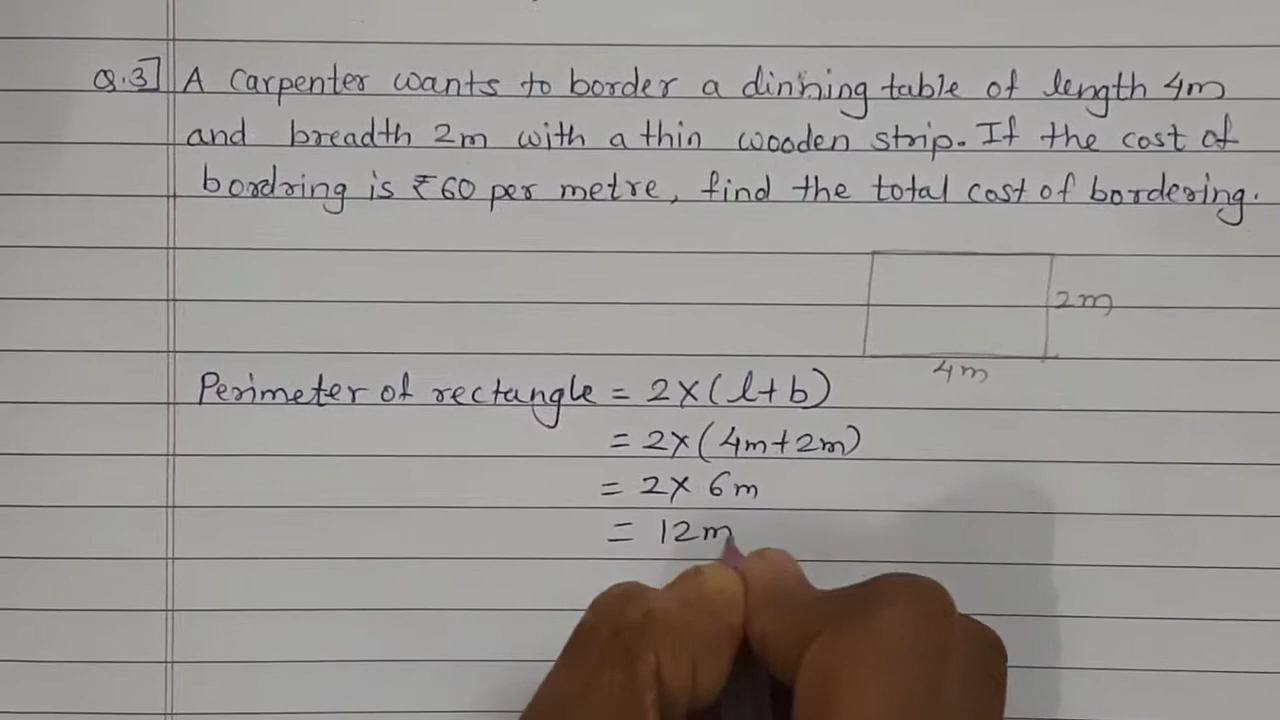 Q.3] A Carpenter wants to border a dinning table of length 4m
and breadth 2m with a thin wooden strip. If the cost of
bordring is ₹60 per metre, find the total cost of bordering.
2m
4m
Perimeter of rectangle = 2×(l+b)
= 2×(4m+2m)
= 2× 6m
= 12m